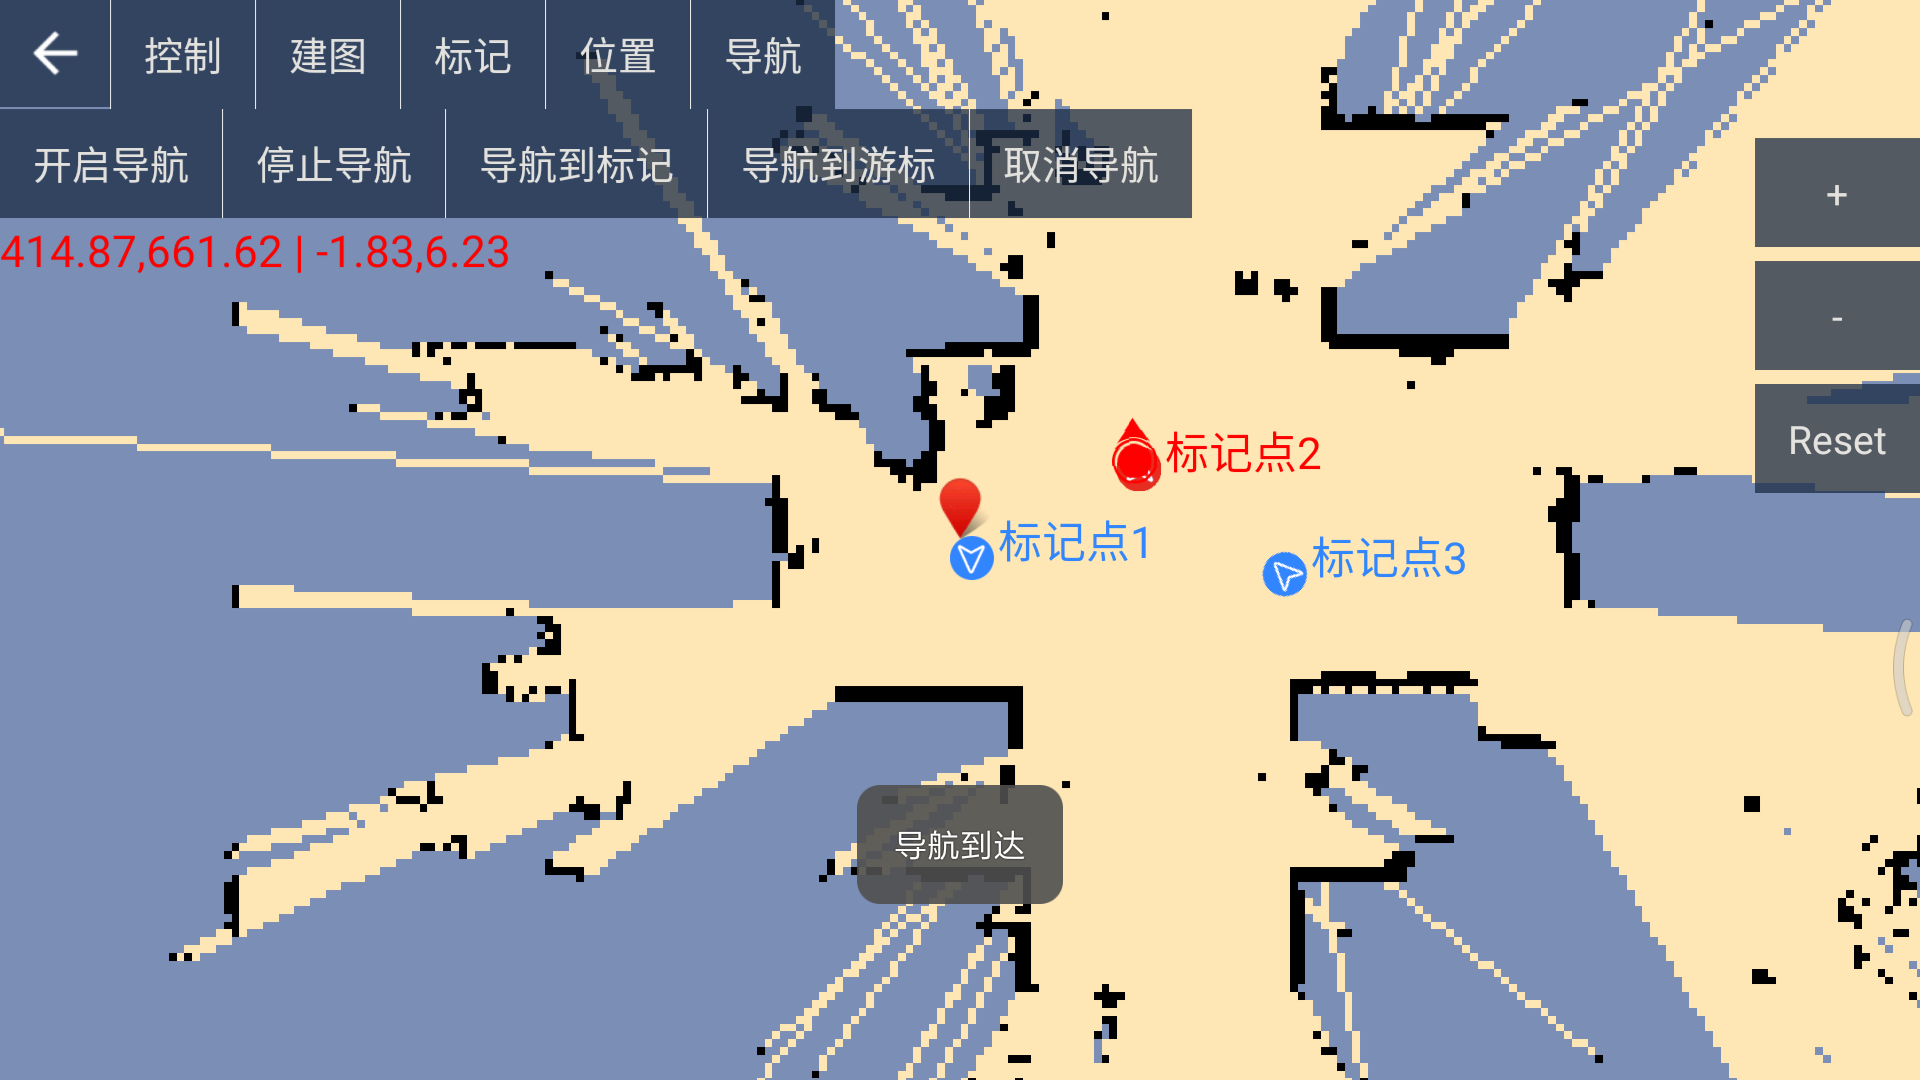 控制 建图 标记 位置 导航
开启导航 停止导航 导航到标记 导航到游标 取消导航
414.87,661.62 | -1.83,6.23
+
-
Reset
标记点2
标记点1
标记点3
导航到达